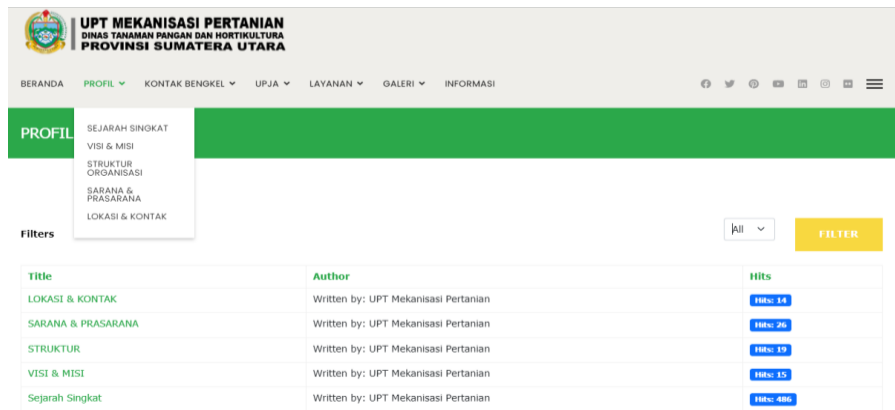 UPT MEKANISASI PERTANIAN
DINAS TANAMAN PANGAN DAN HORTIKULTURA
PROVINSI SUMATERA UTARA
BERANDA PROFIL KONTAK BENGKEL UPJA LAYANAN GALERI INFORMASI
PROFIL
SEJARAH SINGKAT
VISI & MISI
STRUKTUR
ORGANISASI
SARANA &
PRASARANA
LOKASI & KONTAK
Filters All FILTER
Title Author Hits
LOKASI & KONTAK Written by: UPT Mekanisasi Pertanian Hits: 14
SARANA & PRASARANA Written by: UPT Mekanisasi Pertanian Hits: 26
STRUKTUR Written by: UPT Mekanisasi Pertanian Hits: 19
VISI & MISI Written by: UPT Mekanisasi Pertanian Hits: 15
Sejarah Singkat Written by: UPT Mekanisasi Pertanian Hits: 486